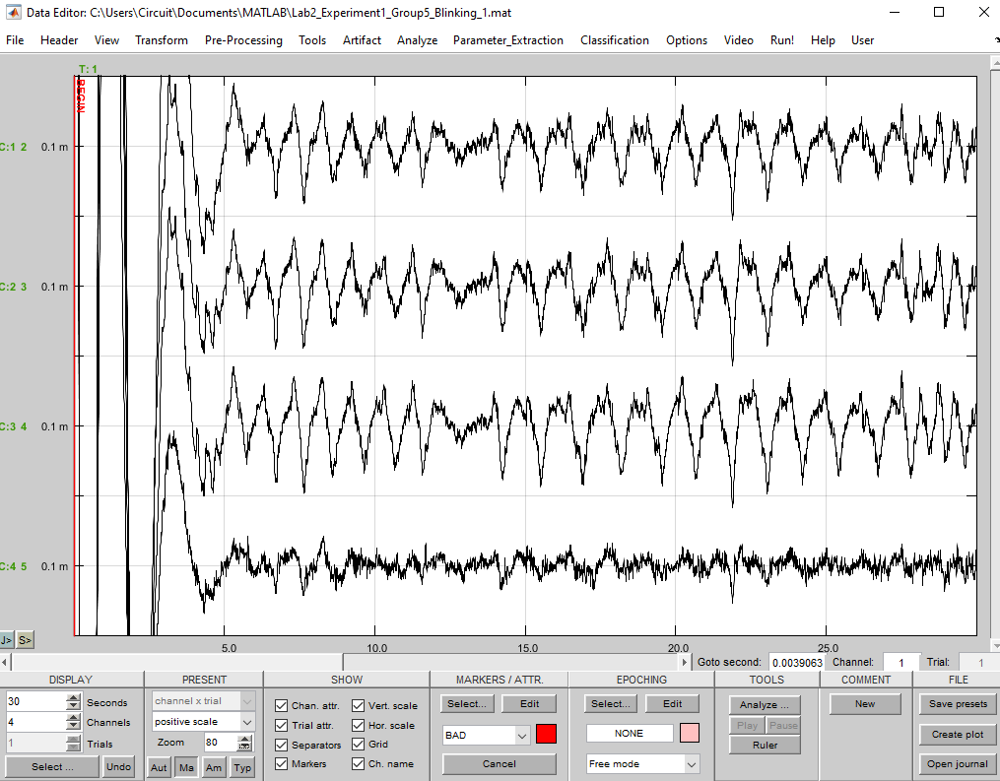 Data Editor: C:\Users\Circuit\Documents\MATLAB\Lab2_Experiment1_Group5_Blinking_1.mat
File Header View Transform Pre-Processing Tools Artifact Analyze Parameter_Extraction Classification Options Video Run! Help User
T: 1
BEGIN
C:1 2 0.1 m
C:2 3 0.1 m
C:3 4 0.1 m
C:4 5 0.1 m
J> S>
5.0 10.0 15.0 20.0 25.0
Goto second: 0.0039063 Channel: 1 Trial: 1
DISPLAY PRESENT SHOW MARKERS / ATTR. EPOCHING TOOLS COMMENT FILE
30 Seconds channel x trial Chan. attr. Vert. scale Select... Edit Select... Edit Analyze ... New Save presets
4 Channels positive scale Trial attr. Hor. scale Play Pause
1 Trials Zoom 80 Separators Grid BAD NONE Ruler Create plot
Select ... Undo Aut Ma Am Typ Markers Ch. name Cancel Free mode Open journal